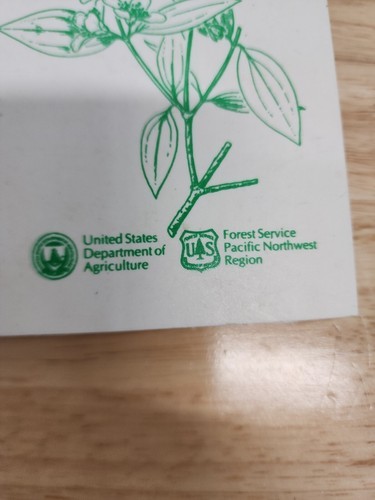 United States
Department of
Agriculture
U S
Forest Service
Pacific Northwest
Region